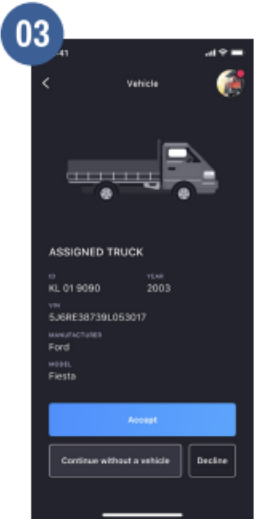 03
41
Vehicle
ASSIGNED TRUCK
ID YEAR
KL 01 9090 2003
VIN
5J6RE38739L053017
MANUFACTURER
Ford
MODEL
Fiesta
Accept
Continue without a vehicle Decline